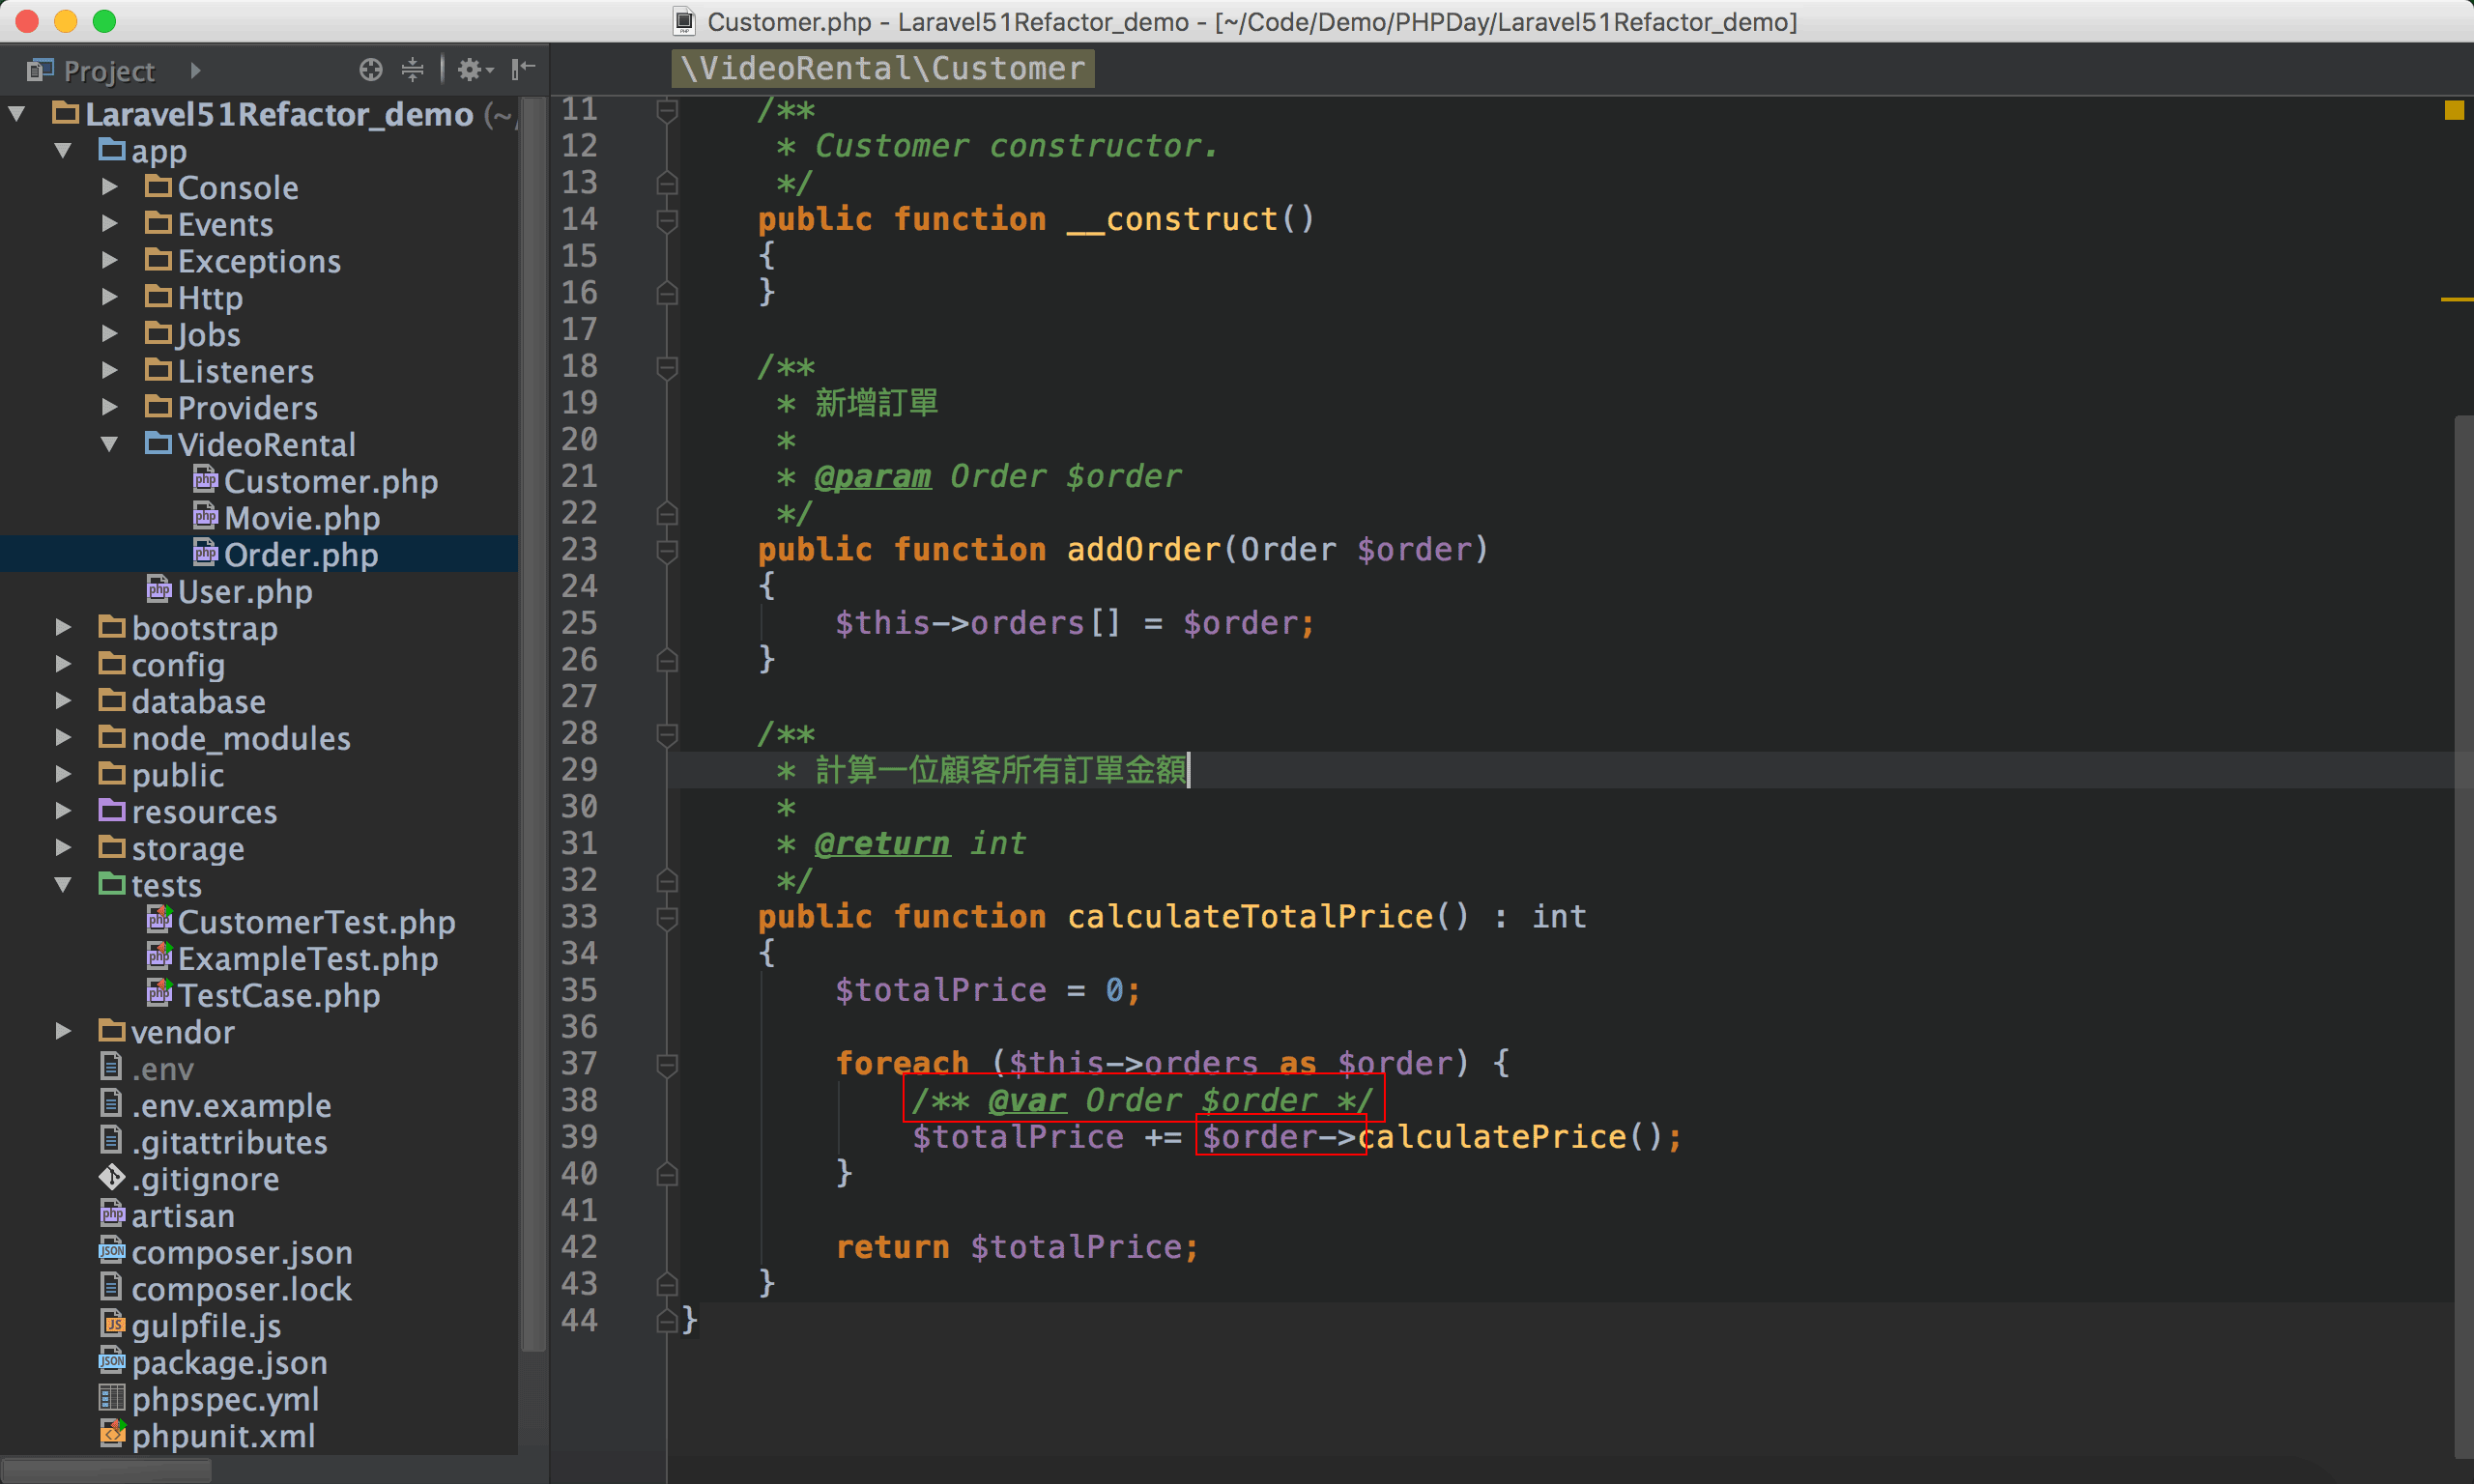 Customer.php - Laravel51Refactor_demo - [~/Code/Demo/PHPDay/Laravel51Refactor_demo]
Project
\VideoRental\Customer
Laravel51Refactor_demo (~/
app
Console
Events
Exceptions
Http
Jobs
Listeners
Providers
VideoRental
Customer.php
Movie.php
Order.php
User.php
bootstrap
config
database
node_modules
public
resources
storage
tests
CustomerTest.php
ExampleTest.php
TestCase.php
vendor
.env
.env.example
.gitattributes
.gitignore
artisan
composer.json
composer.lock
gulpfile.js
package.json
phpspec.yml
phpunit.xml
11 /**
12 * Customer constructor.
13 */
14 public function __construct()
15 {
16 }
17
18 /**
19 * 新增訂單
20 *
21 * @param Order $order
22 */
23 public function addOrder(Order $order)
24 {
25 $this->orders[] = $order;
26 }
27
28 /**
29 * 計算一位顧客所有訂單金額
30 *
31 * @return int
32 */
33 public function calculateTotalPrice() : int
34 {
35 $totalPrice = 0;
36
37 foreach ($this->orders as $order) {
38 /** @var Order $order */
39 $totalPrice += $order->calculatePrice();
40 }
41
42 return $totalPrice;
43 }
44 }